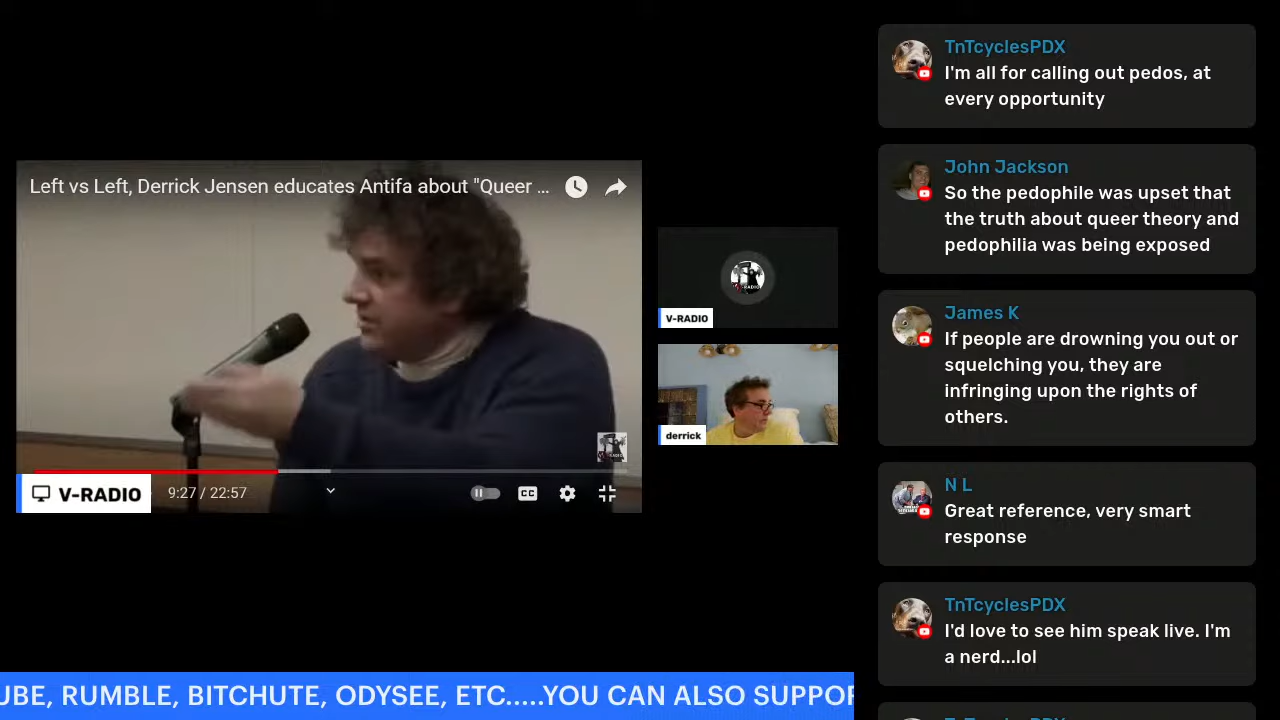 Left vs Left, Derrick Jensen educates Antifa about "Queer ...
V-RADIO
9:27 / 22:57
CC
V-RADIO
derrick
TnTcyclesPDX
I'm all for calling out pedos, at
every opportunity
John Jackson
So the pedophile was upset that
the truth about queer theory and
pedophilia was being exposed
James K
If people are drowning you out or
squelching you, they are
infringing upon the rights of
others.
N L
Great reference, very smart
response
TnTcyclesPDX
I'd love to see him speak live. I'm
a nerd...lol
UBE, RUMBLE, BITCHUTE, ODYSEE, ETC.....YOU CAN ALSO SUPPOR